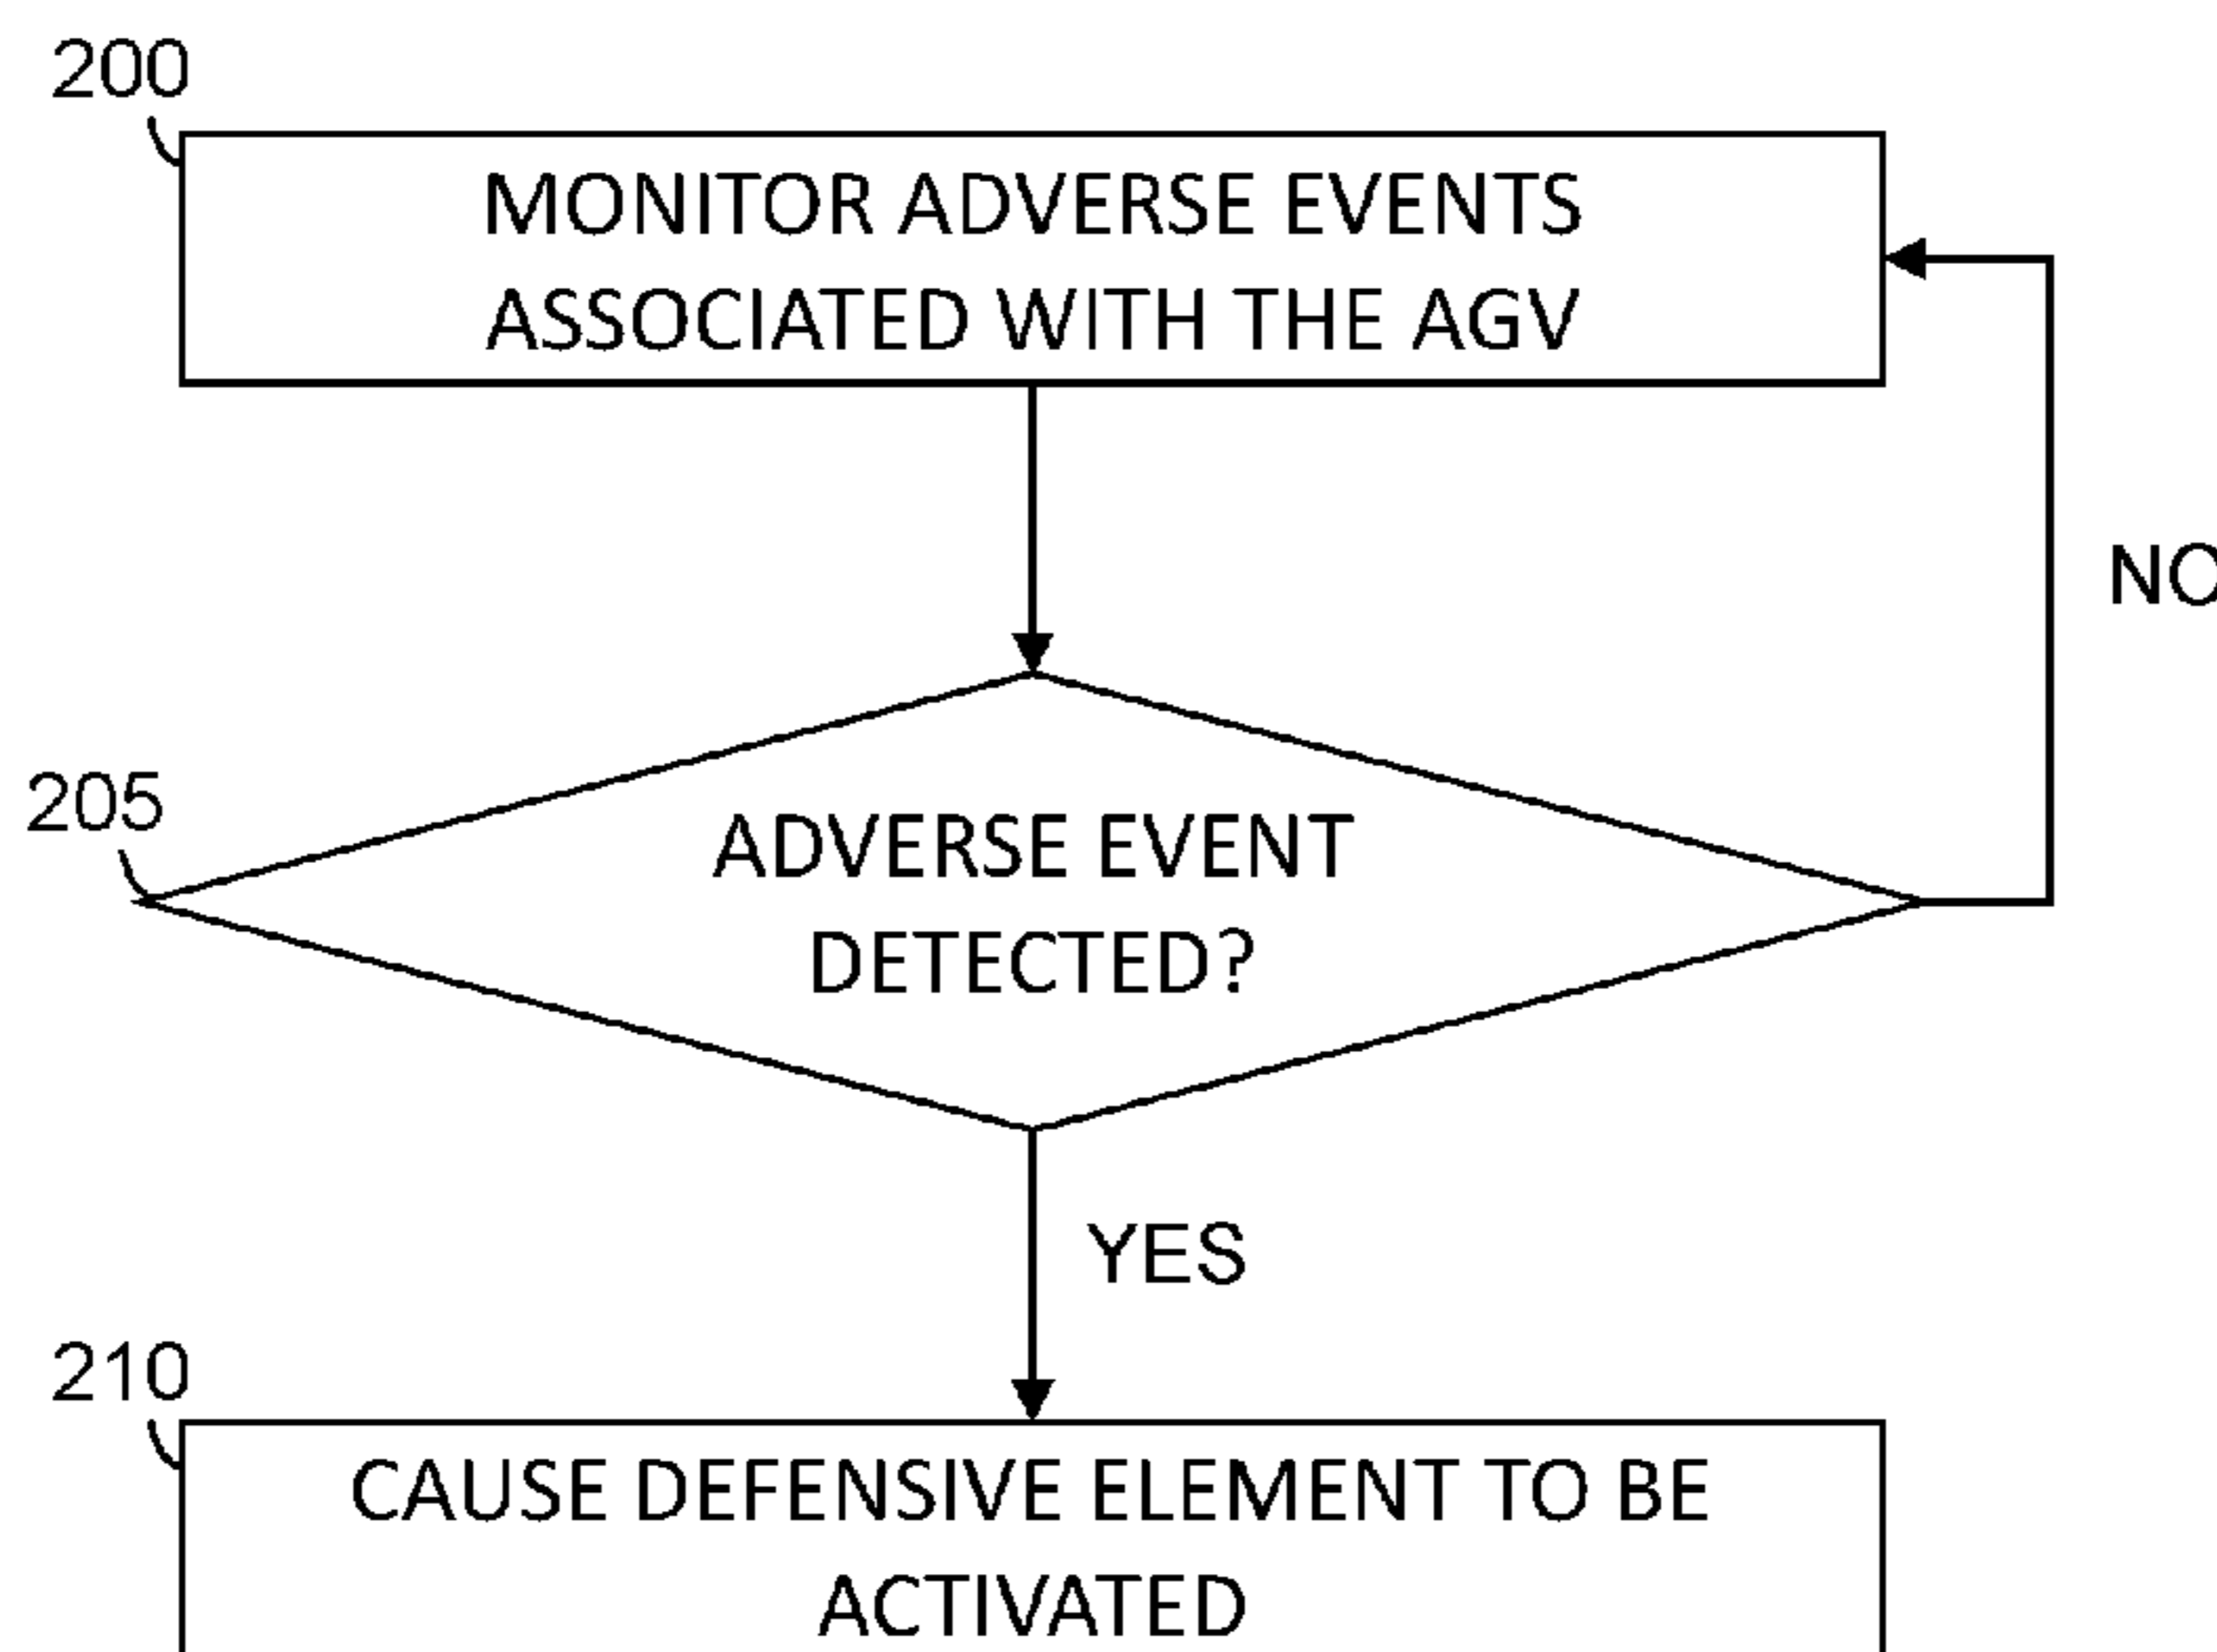 200
MONITOR ADVERSE EVENTS
ASSOCIATED WITH THE AGV
NO
205
ADVERSE EVENT
DETECTED?
YES
210
CAUSE DEFENSIVE ELEMENT TO BE
ACTIVATED